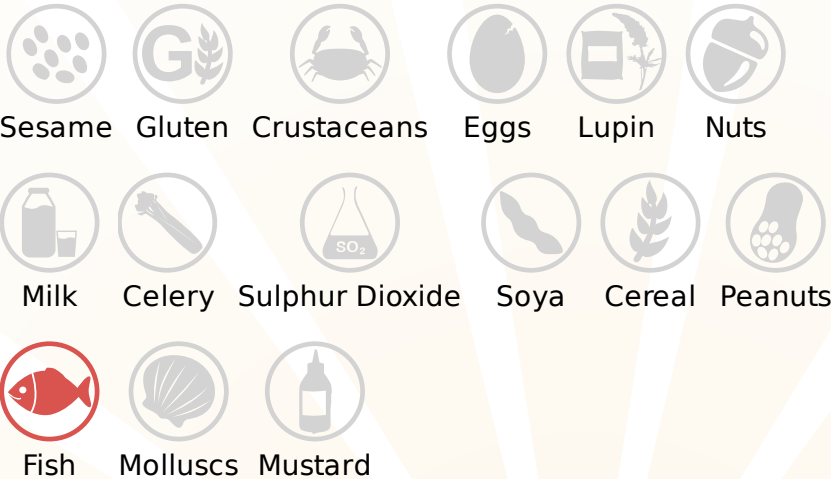 G
Sesame Gluten Crustaceans Eggs Lupin Nuts
SO₂
Milk Celery Sulphur Dioxide Soya Cereal Peanuts
Fish Molluscs Mustard